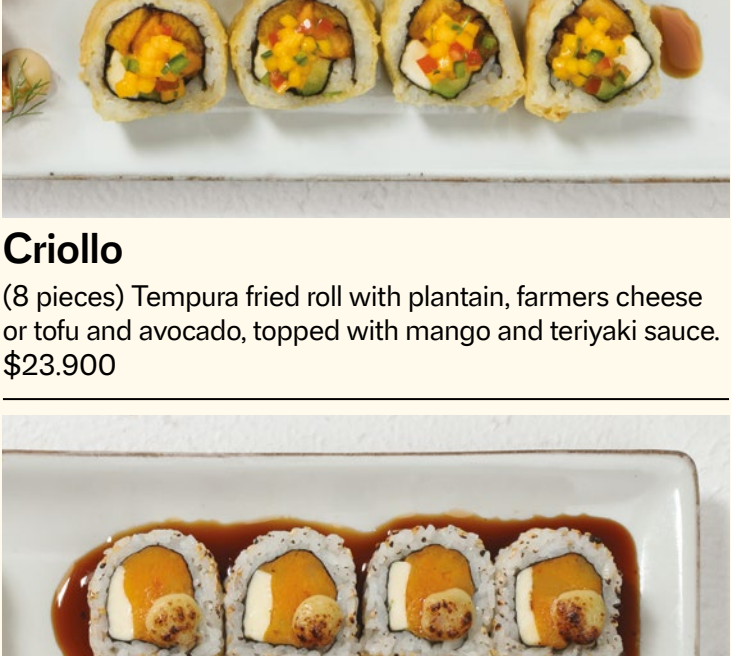 Criollo
(8 pieces) Tempura fried roll with plantain, farmers cheese
or tofu and avocado, topped with mango and teriyaki sauce.
$23.900